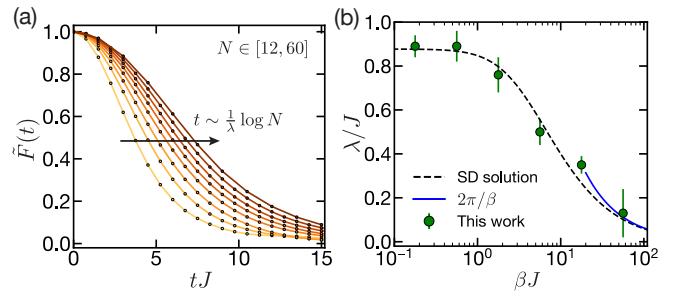 (a)
N ∈ [12, 60]
t ∼ 1/λ log N
F̃(t)
1.0
0.8
0.6
0.4
0.2
0.0
0
5
10
15
tJ
(b)
λ/J
1.0
0.8
0.6
0.4
0.2
0.0
SD solution
2π/β
This work
10⁻¹
10⁰
10¹
10²
βJ